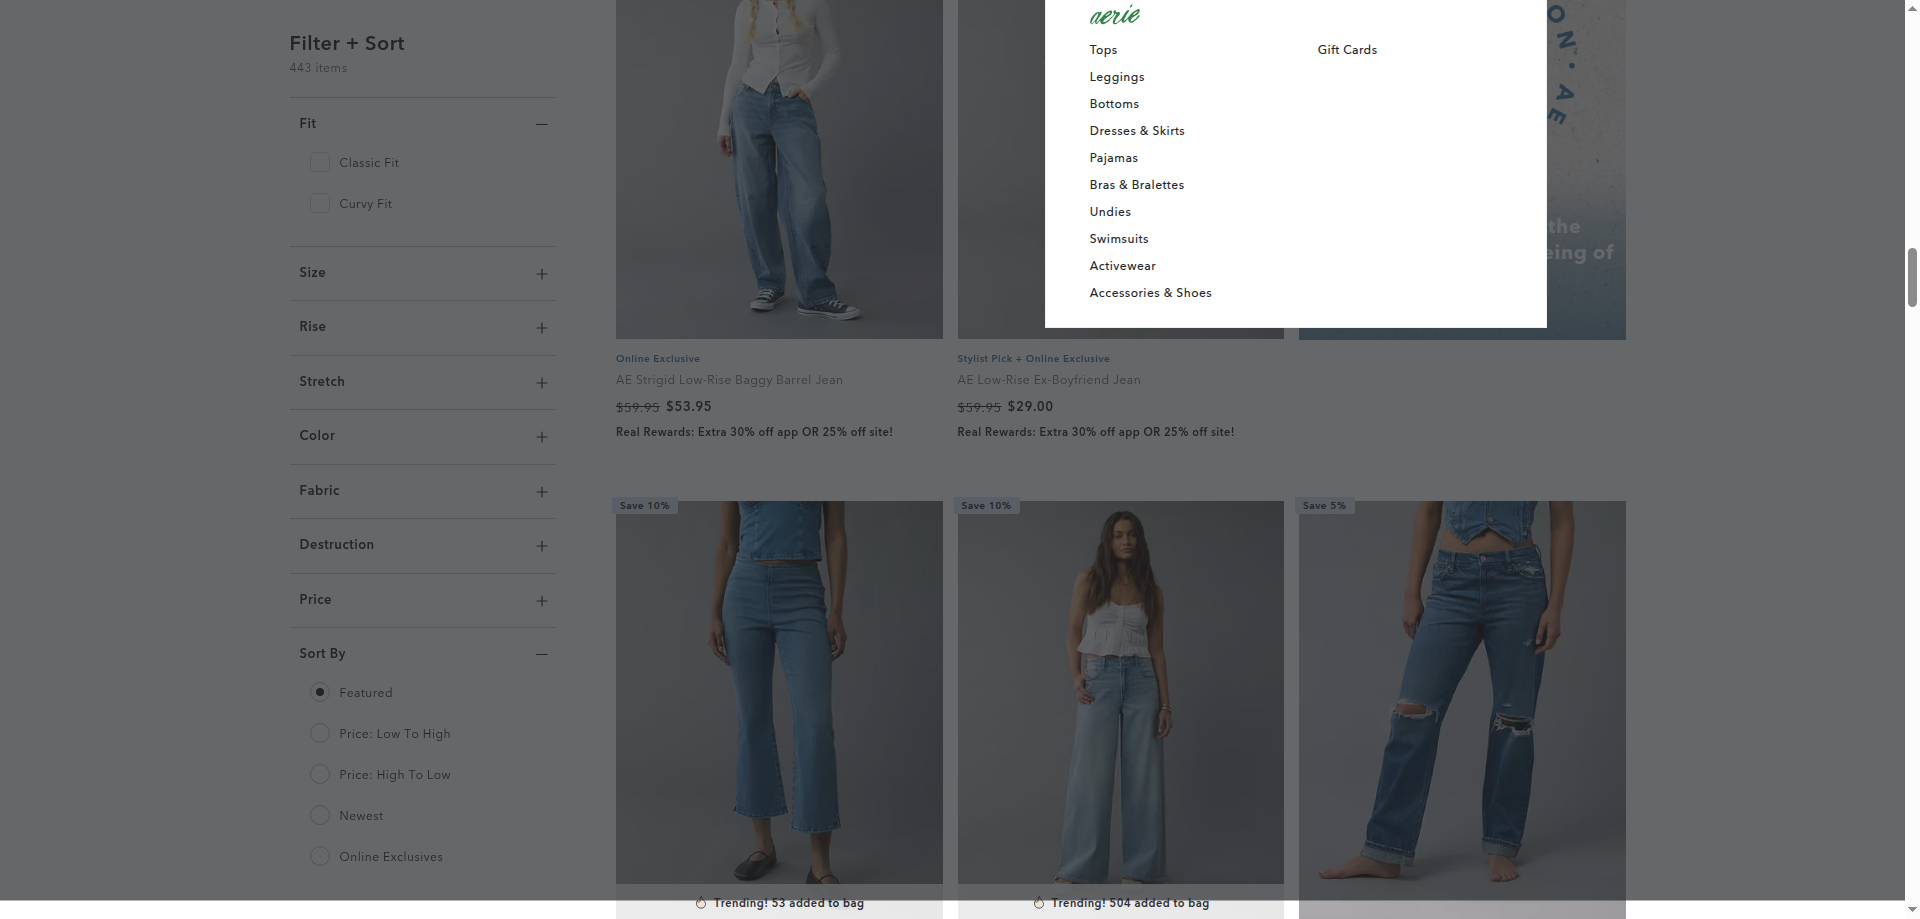 aerie
Tops
Leggings
Bottoms
Dresses & Skirts
Pajamas
Bras & Bralettes
Undies
Swimsuits
Activewear
Accessories & Shoes
Gift Cards
ON • AE
the
eing of
Filter + Sort
443 items
Fit
Classic Fit
Curvy Fit
Size
Rise
Stretch
Color
Fabric
Destruction
Price
Sort By
Featured
Price: Low To High
Price: High To Low
Newest
Online Exclusives
Online Exclusive
AE Strigid Low-Rise Baggy Barrel Jean
$59.95 $53.95
Real Rewards: Extra 30% off app OR 25% off site!
Stylist Pick + Online Exclusive
AE Low-Rise Ex-Boyfriend Jean
$59.95 $29.00
Real Rewards: Extra 30% off app OR 25% off site!
Save 10%
Trending! 53 added to bag
Save 10%
Trending! 504 added to bag
Save 5%